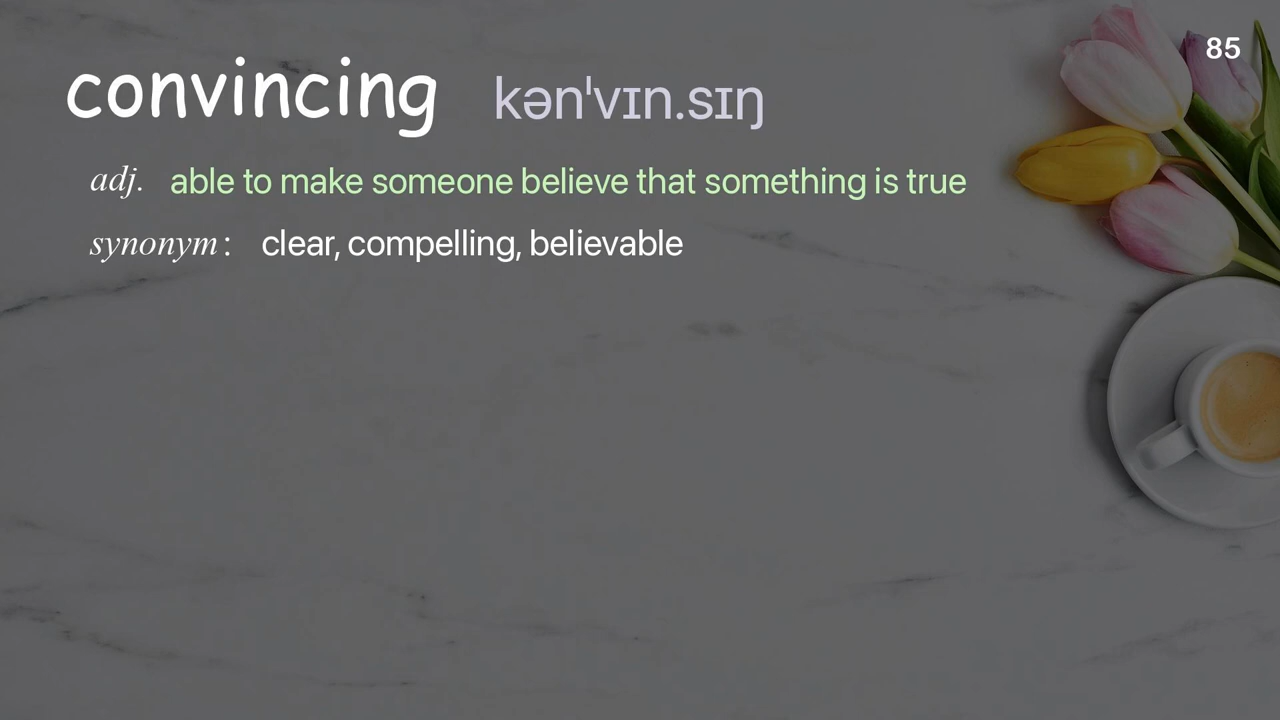 85
convincing kənˈvɪn.sɪŋ
adj. able to make someone believe that something is true
synonym: clear, compelling, believable